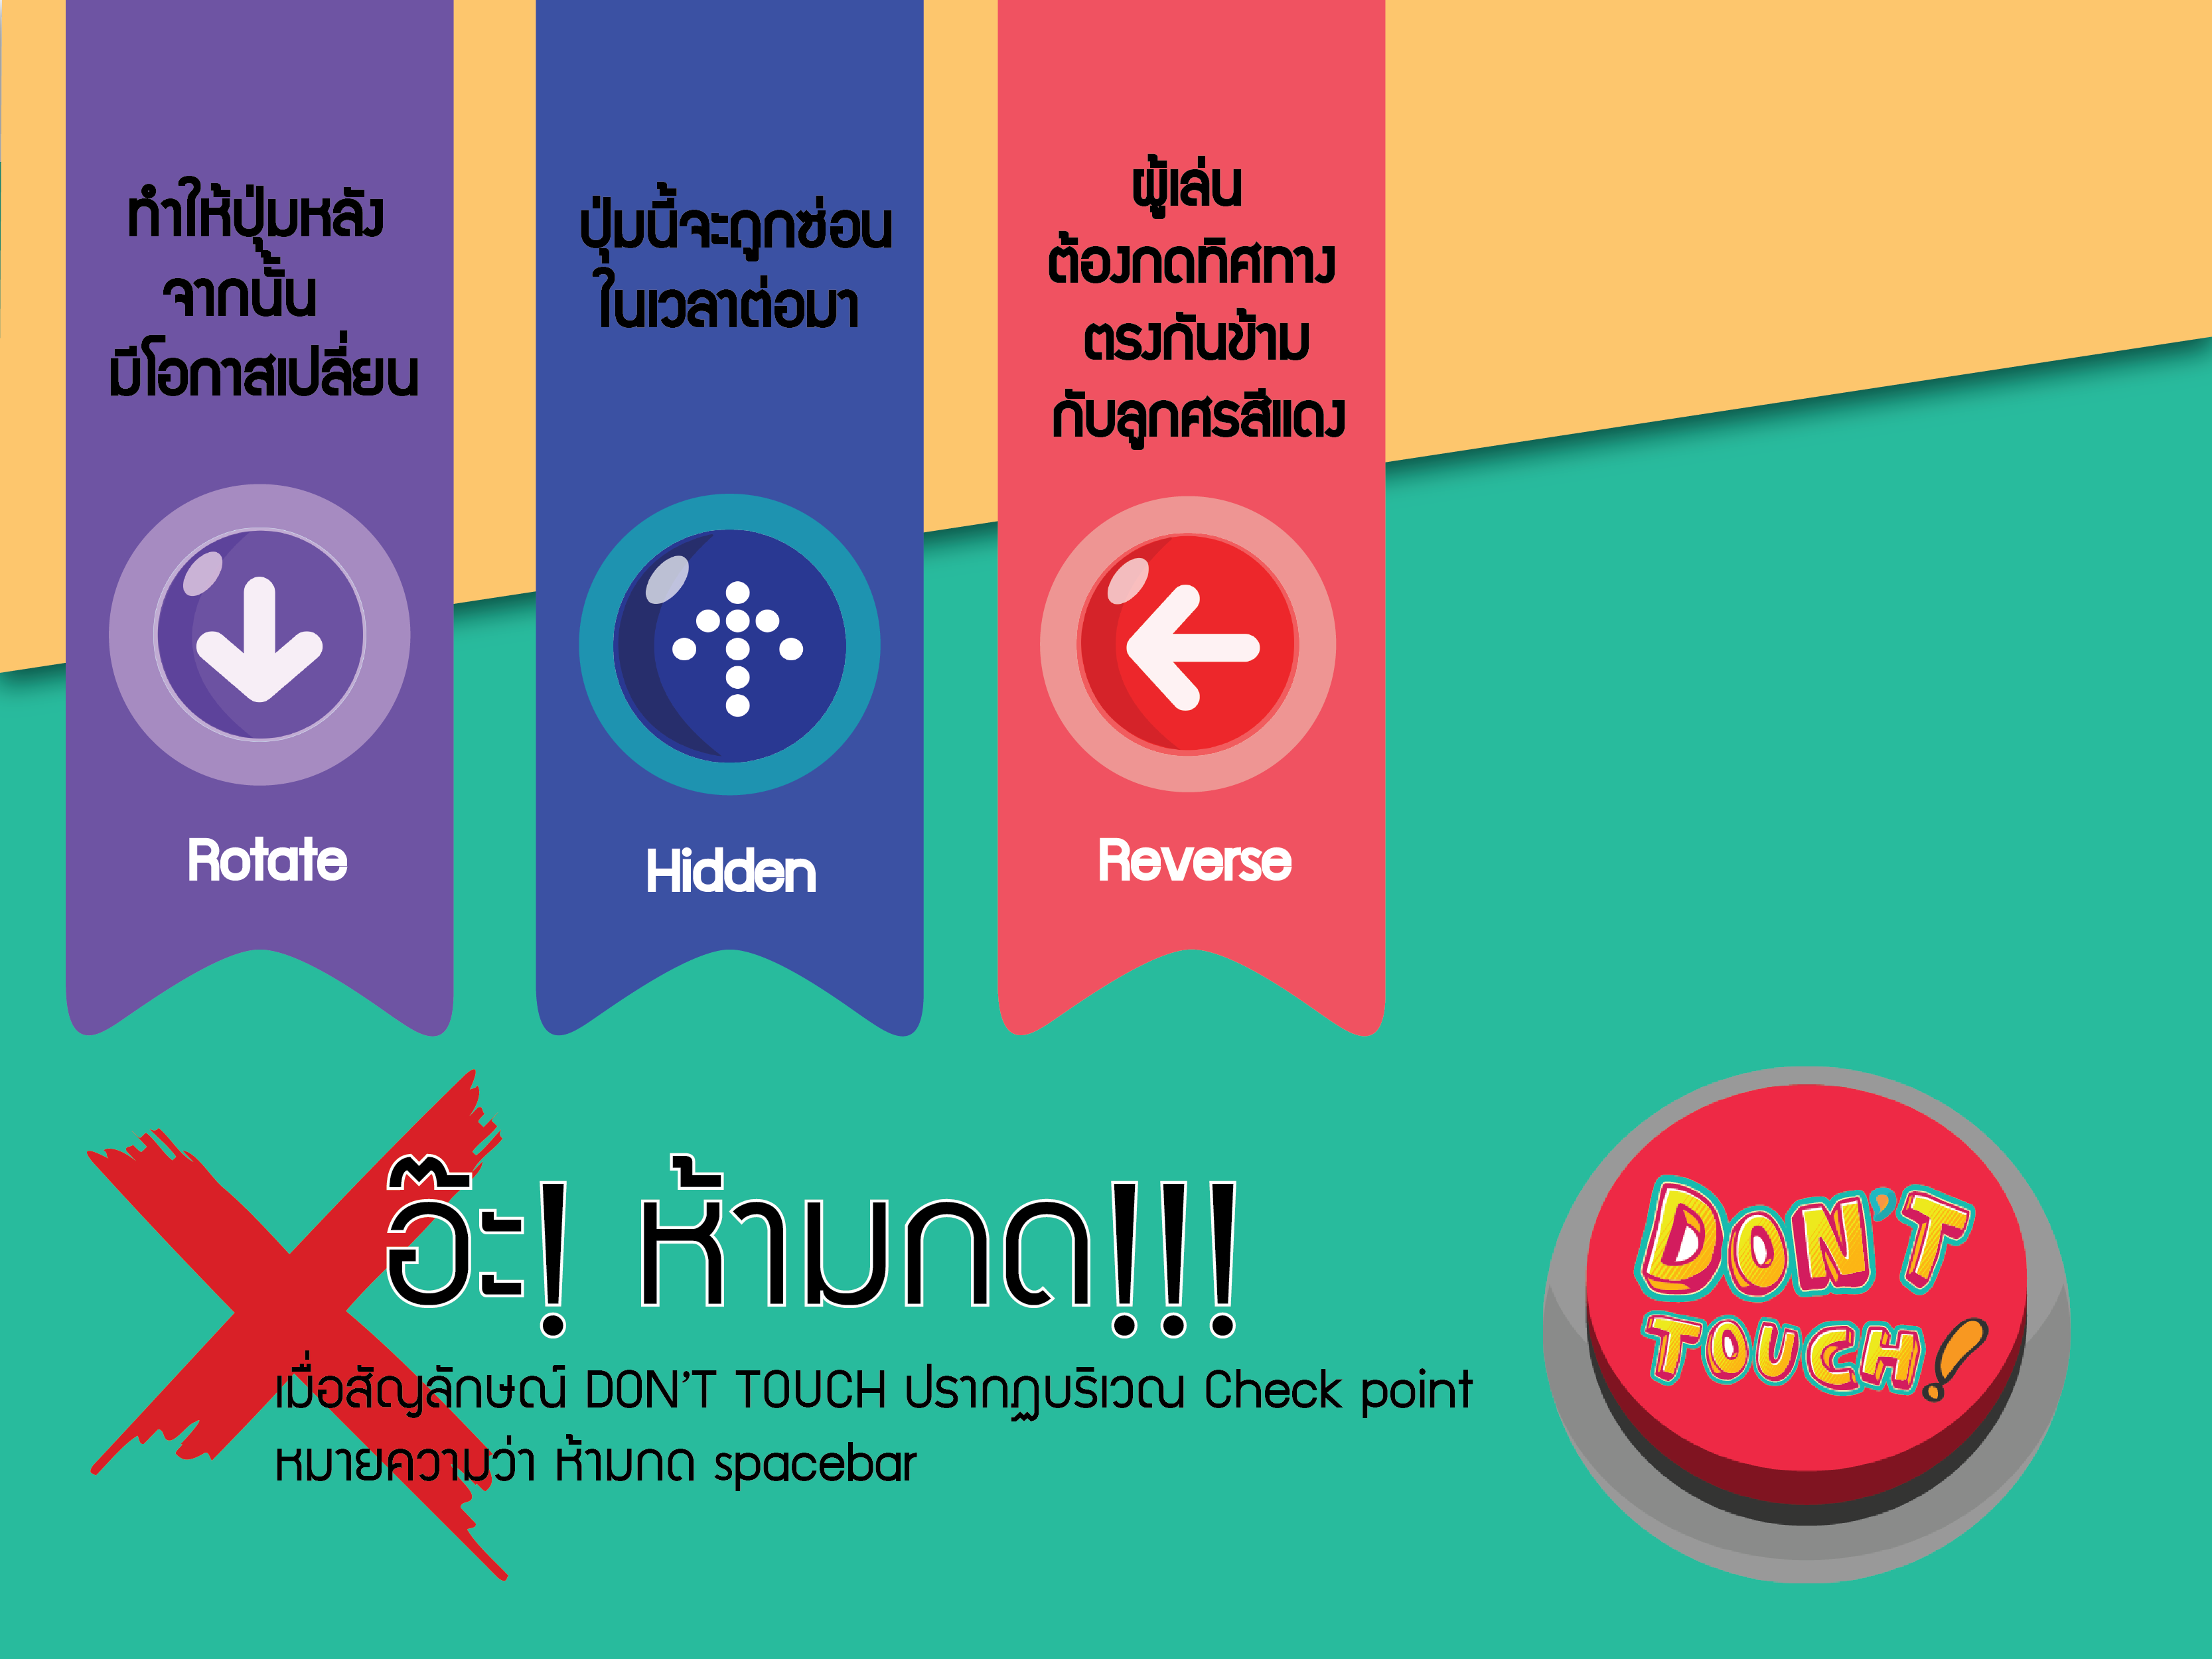 ทำให้ปุ่มหลัง
จากนั้น
มีโอกาสเปลี่ยน
Rotate
ปุ่มนี้จะถูกซ่อน
ในเวลาต่อมา
Hidden
ผู้เล่น
ต้องกดทิศทาง
ตรงกันข้าม
กับลูกศรสีแดง
Reverse
อ๊ะ! ห้ามกด!!!
เมื่อสัญลักษณ์ DON'T TOUCH ปรากฏบริเวณ Check point
หมายความว่า ห้ามกด spacebar
DON'T
TOUCH!